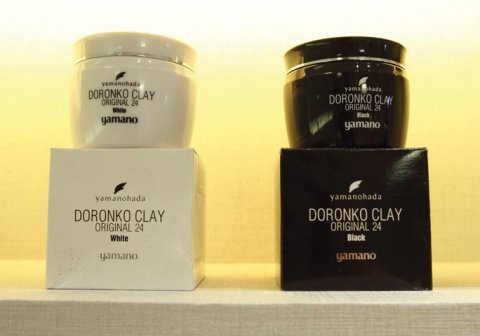 yamanohada
DORONKO CLAY
ORIGINAL 24
White
yamano
yamanohada
DORONKO CLAY
ORIGINAL 24
White
yamano
yamanohada
DORONKO CLAY
ORIGINAL 24
Black
yamano
yamanohada
DORONKO CLAY
ORIGINAL 24
Black
yamano